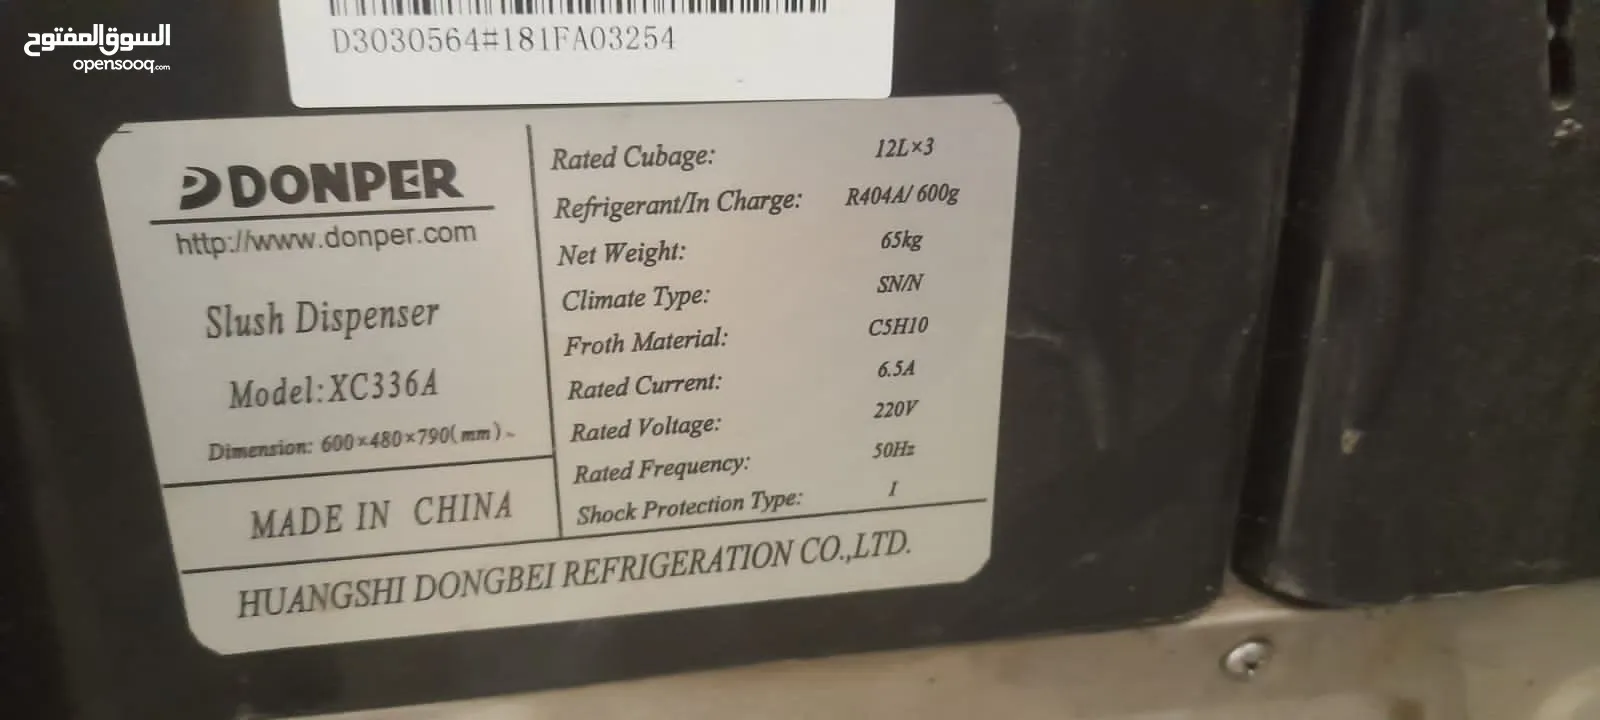 السوق المفتوح
opensooq.com
D3030564#181FA03254
DONPER
http://www.donper.com
Slush Dispenser
Model:XC336A
Dimension: 600×480×790(mm)
MADE IN CHINA
Rated Cubage: 12L×3
Refrigerant/In Charge: R404A/ 600g
Net Weight: 65kg
Climate Type: SN/N
Froth Material: C5H10
Rated Current: 6.5A
Rated Voltage: 220V
Rated Frequency: 50Hz
Shock Protection Type: I
HUANGSHI DONGBEI REFRIGERATION CO.,LTD.